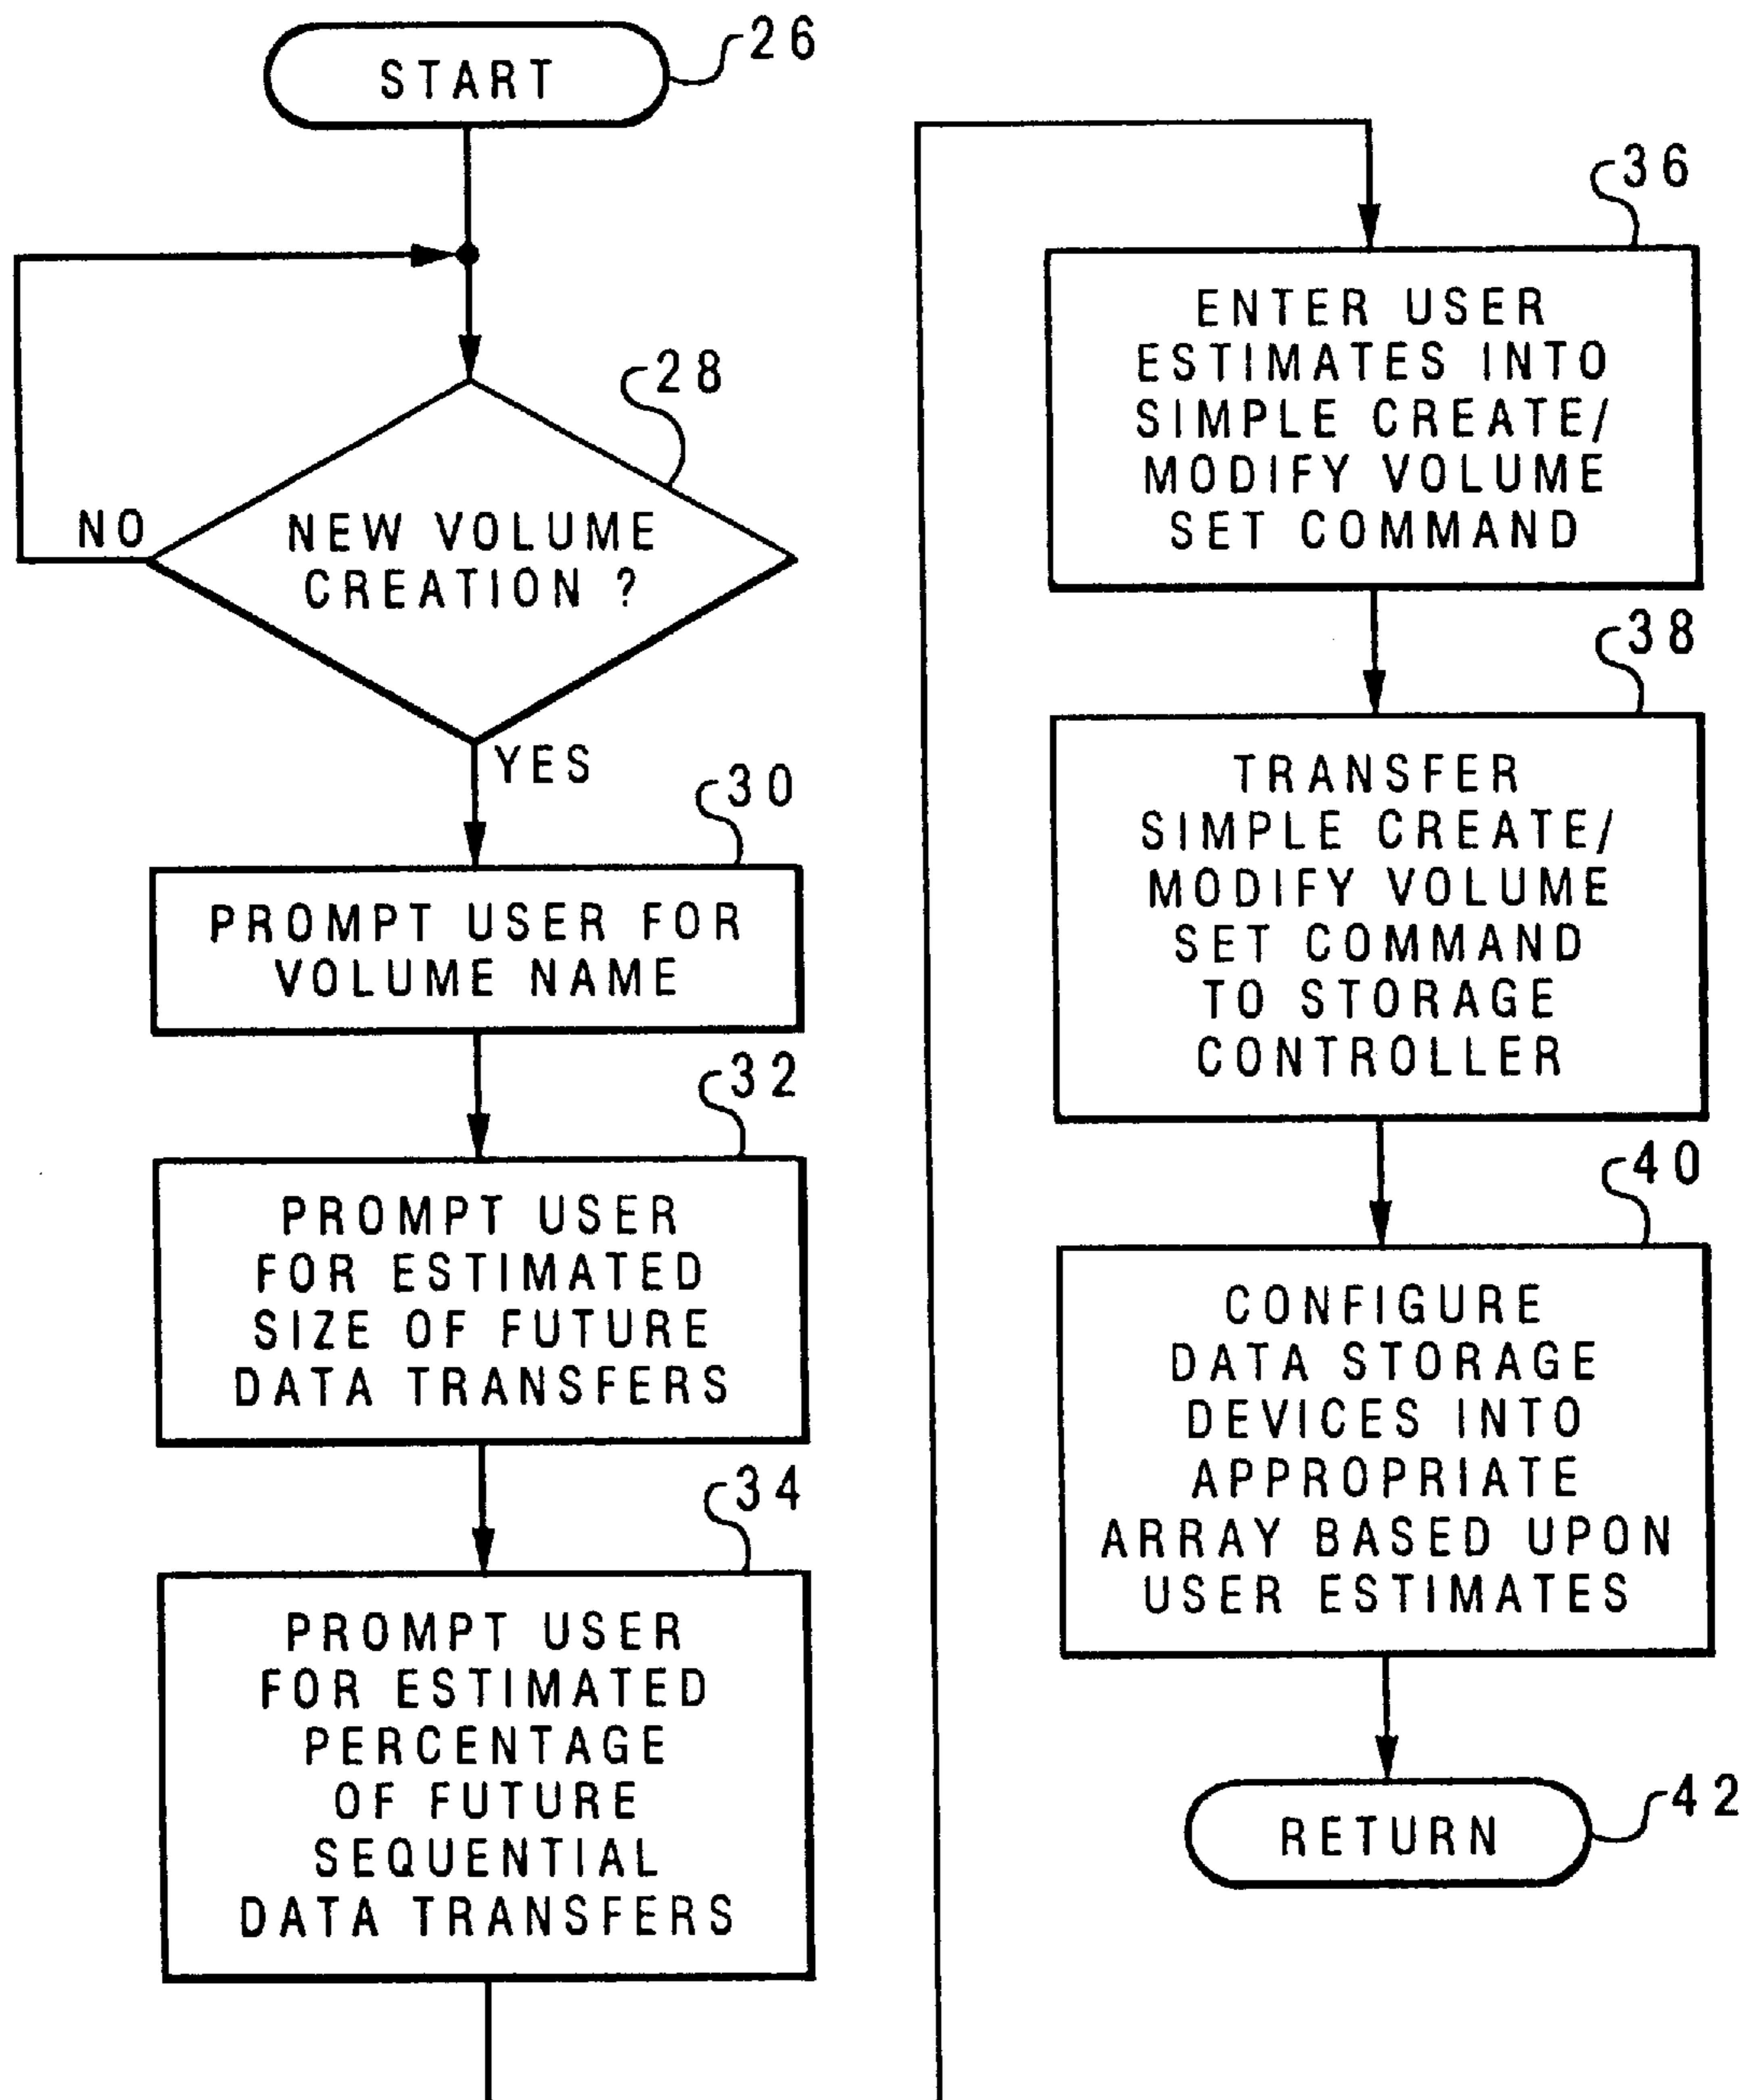 START
26
28
NO
NEW VOLUME
CREATION ?
YES
30
PROMPT USER FOR
VOLUME NAME
32
PROMPT USER
FOR ESTIMATED
SIZE OF FUTURE
DATA TRANSFERS
34
PROMPT USER
FOR ESTIMATED
PERCENTAGE
OF FUTURE
SEQUENTIAL
DATA TRANSFERS
36
ENTER USER
ESTIMATES INTO
SIMPLE CREATE/
MODIFY VOLUME
SET COMMAND
38
TRANSFER
SIMPLE CREATE/
MODIFY VOLUME
SET COMMAND
TO STORAGE
CONTROLLER
40
CONFIGURE
DATA STORAGE
DEVICES INTO
APPROPRIATE
ARRAY BASED UPON
USER ESTIMATES
RETURN
42